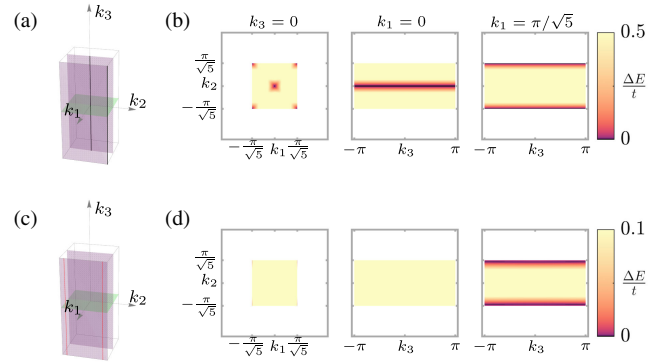 (a)
k₃
k₂
k₁
(b)
k₃ = 0
k₁ = 0
k₁ = π/√5
π/√5
k₂
−π/√5
−π/√5 k₁ π/√5
−π k₃ π
−π k₃ π
0.5
ΔE/t
0
(c)
k₃
k₂
k₁
(d)
π/√5
k₂
−π/√5
−π/√5 k₁ π/√5
−π k₃ π
−π k₃ π
0.1
ΔE/t
0